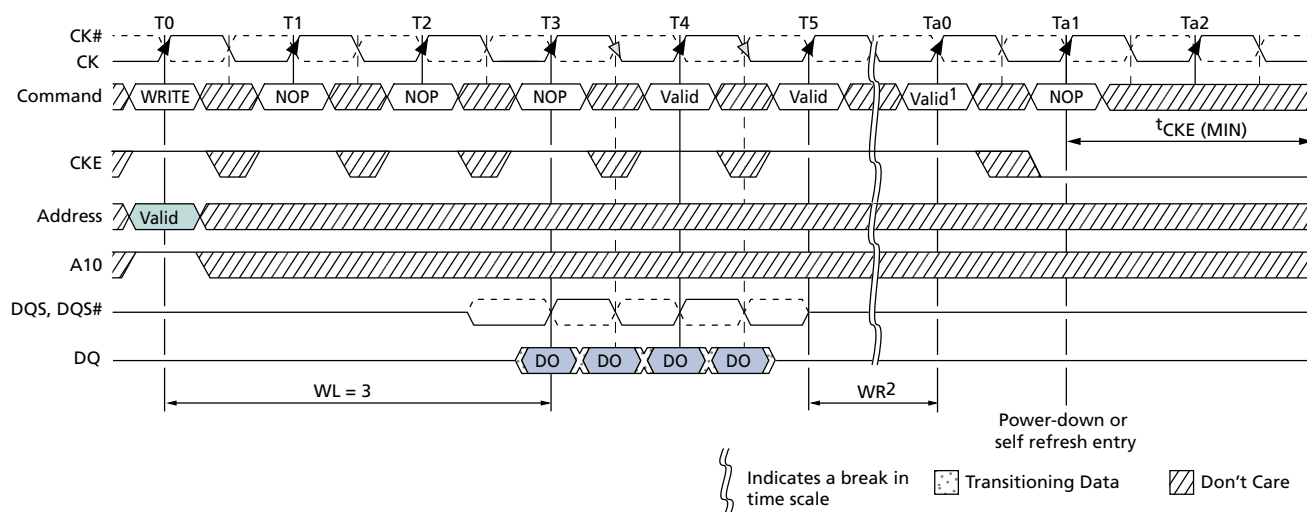 T0 T1 T2 T3 T4 T5 Ta0 Ta1 Ta2
CK#
CK
Command WRITE NOP NOP NOP Valid Valid Valid1 NOP
tCKE (MIN)
CKE
Address Valid
A10
DQS, DQS#
DQ DO DO DO DO
WL = 3 WR2
Power-down or
self refresh entry
Indicates a break in
time scale
Transitioning Data
Don't Care